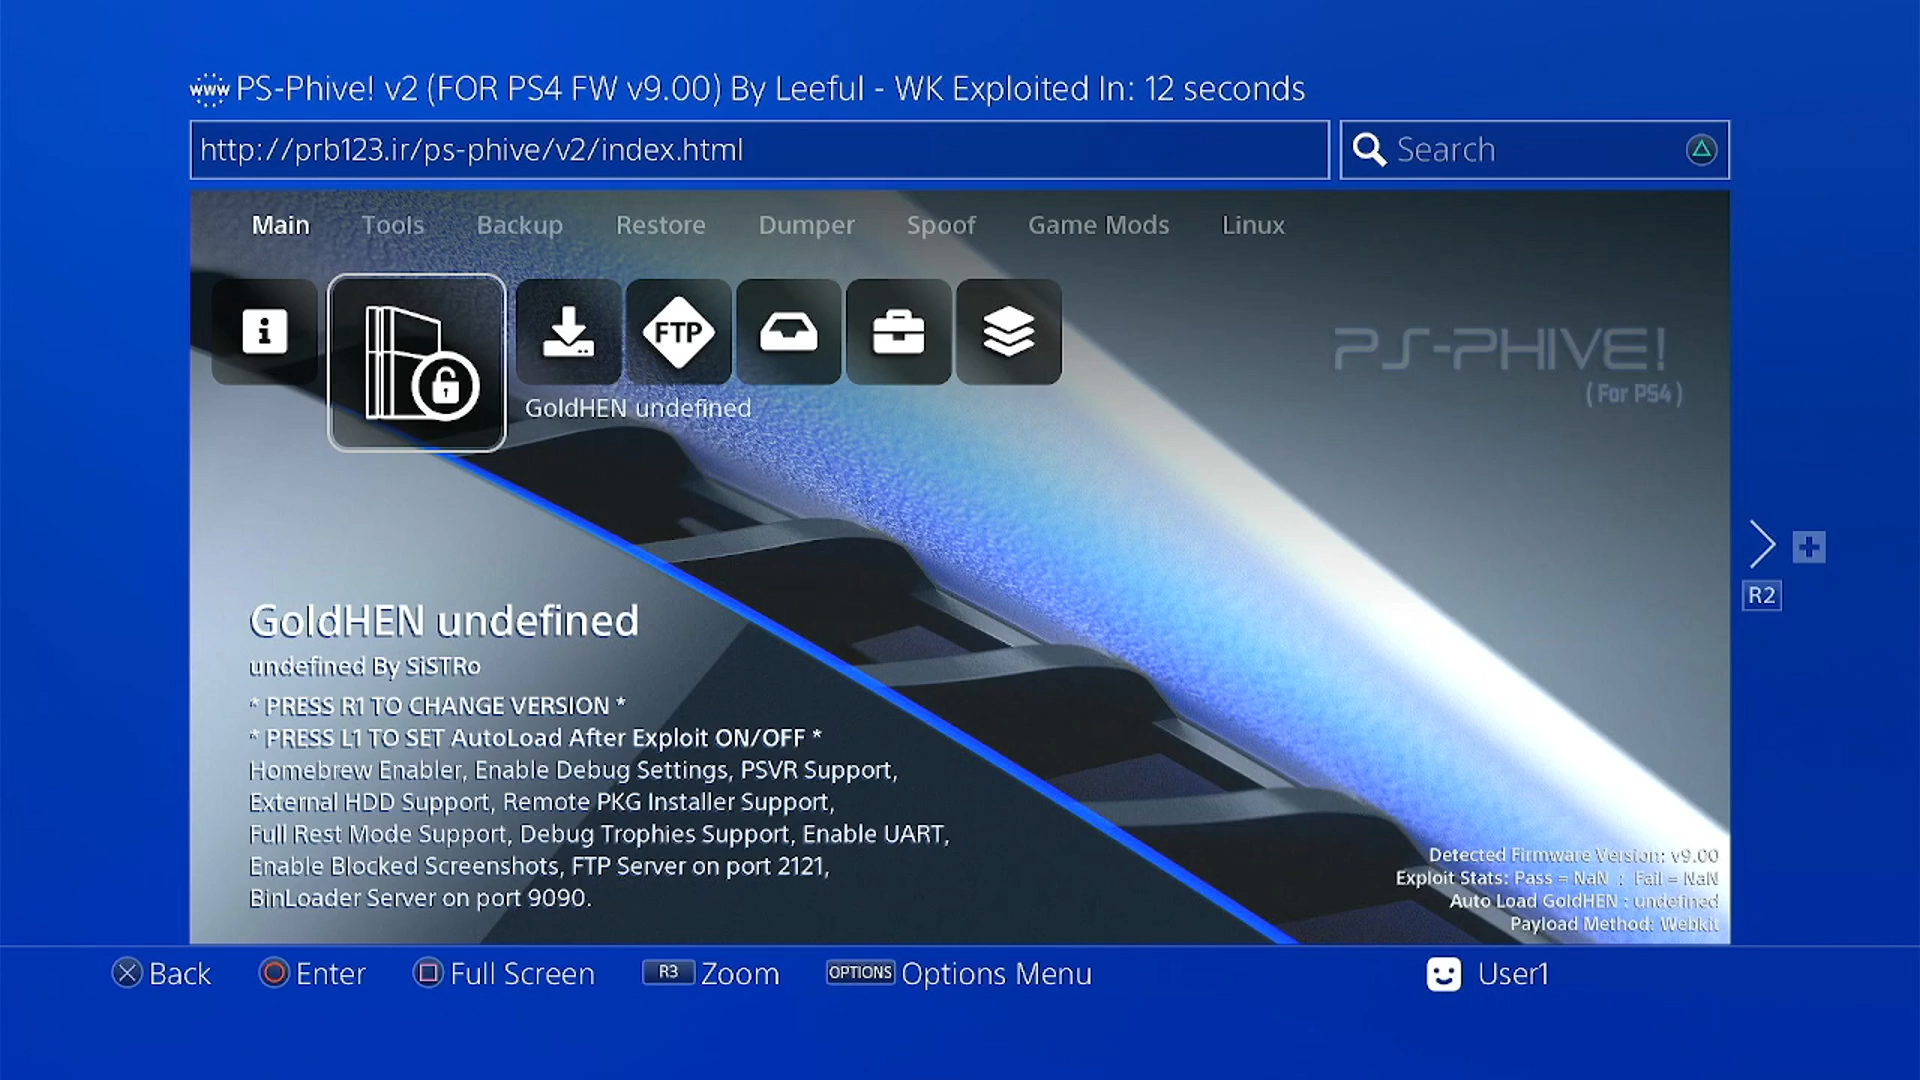 www PS-Phive! v2 (FOR PS4 FW v9.00) By Leeful - WK Exploited In: 12 seconds
http://prb123.ir/ps-phive/v2/index.html
Search
Main Tools Backup Restore Dumper Spoof Game Mods Linux
i
FTP
PS-PHIVE!
(For PS4)
GoldHEN undefined
R2
GoldHEN undefined
undefined By SiSTRo
* PRESS R1 TO CHANGE VERSION *
* PRESS L1 TO SET AutoLoad After Exploit ON/OFF *
Homebrew Enabler, Enable Debug Settings, PSVR Support,
External HDD Support, Remote PKG Installer Support,
Full Rest Mode Support, Debug Trophies Support, Enable UART,
Enable Blocked Screenshots, FTP Server on port 2121,
BinLoader Server on port 9090.
Detected Firmware Version: v9.00
Exploit Stats: Pass = NaN : Fail = NaN
Auto Load GoldHEN : undefined
Payload Method: Webkit
Back Enter Full Screen R3 Zoom OPTIONS Options Menu User1